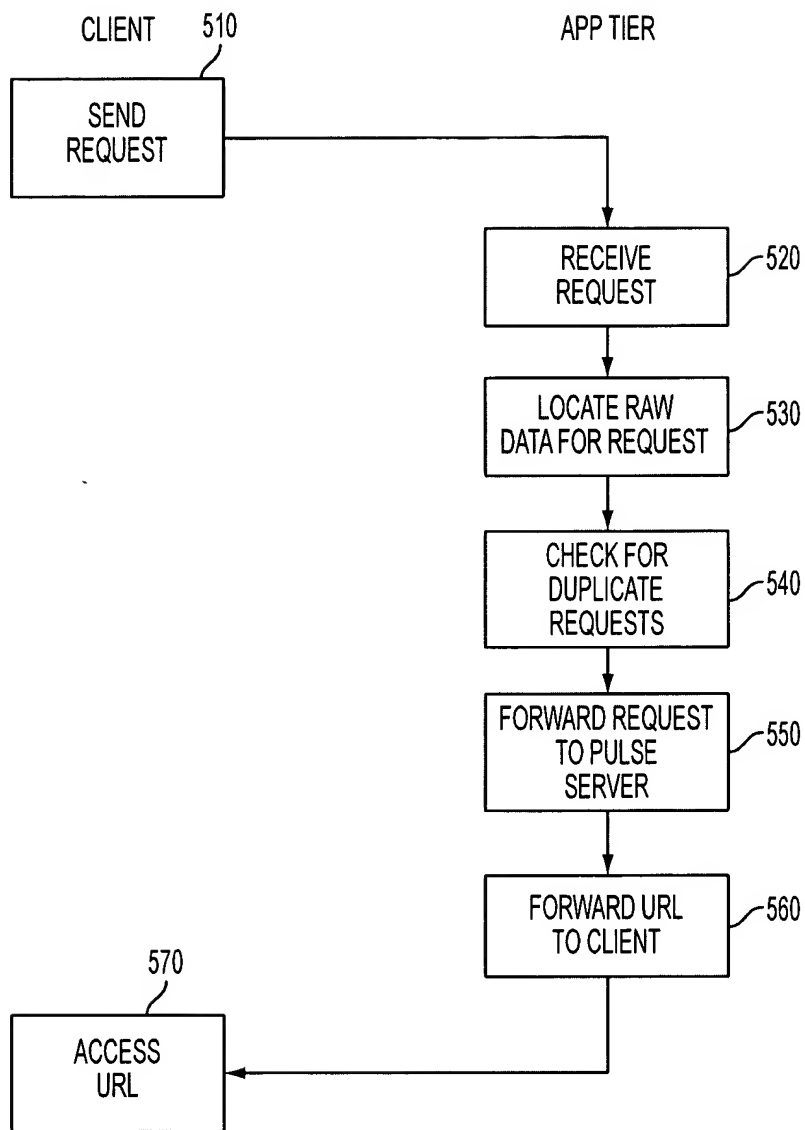 CLIENT
510
APP TIER
SEND
REQUEST
RECEIVE
REQUEST
520
LOCATE RAW
DATA FOR REQUEST
530
CHECK FOR
DUPLICATE
REQUESTS
540
FORWARD REQUEST
TO PULSE
SERVER
550
FORWARD URL
TO CLIENT
560
570
ACCESS
URL